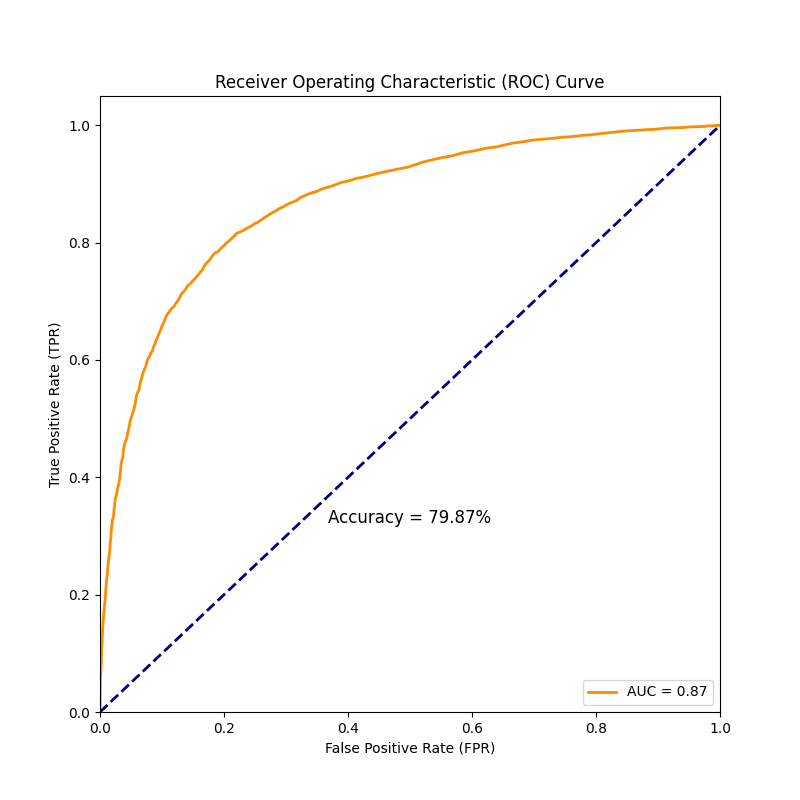 Receiver Operating Characteristic (ROC) Curve
True Positive Rate (TPR)
1.0
0.8
0.6
0.4
0.2
0.0
Accuracy = 79.87%
AUC = 0.87
0.0 0.2 0.4 0.6 0.8 1.0
False Positive Rate (FPR)